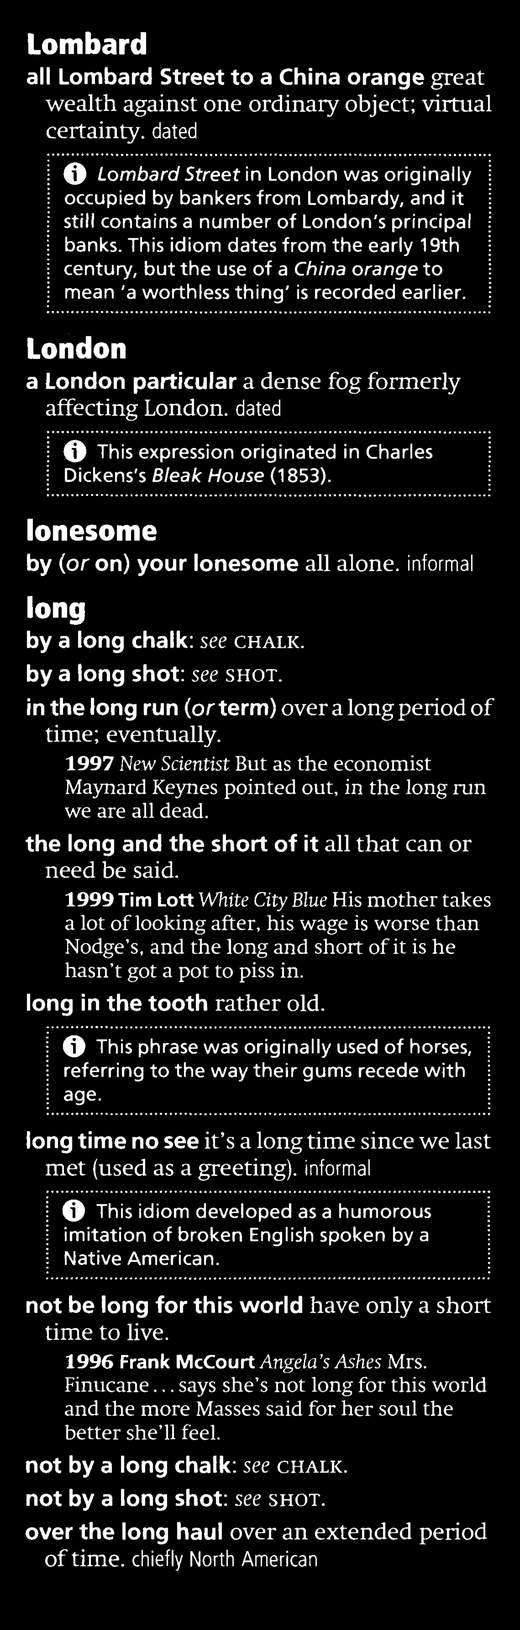 Lombard
all Lombard Street to a China orange great
wealth against one ordinary object; virtual
certainty. dated
Lombard Street in London was originally
occupied by bankers from Lombardy, and it
still contains a number of London's principal
banks. This idiom dates from the early 19th
century, but the use of a China orange to
mean ‘a worthless thing’ is recorded earlier.
London
a London particular a dense fog formerly
affecting London. dated
This expression originated in Charles
Dickens's Bleak House (1853).
lonesome
by (or on) your lonesome all alone. informal
long
by a long chalk: see CHALK.
by a long shot: see SHOT.
in the long run (or term) over a long period of
time; eventually.
1997 New Scientist But as the economist
Maynard Keynes pointed out, in the long run
we are all dead.
the long and the short of it all that can or
need be said.
1999 Tim Lott White City Blue His mother takes
a lot of looking after, his wage is worse than
Nodge's, and the long and short of it is he
hasn't got a pot to piss in.
long in the tooth rather old.
This phrase was originally used of horses,
referring to the way their gums recede with
age.
long time no see it's a long time since we last
met (used as a greeting). informal
This idiom developed as a humorous
imitation of broken English spoken by a
Native American.
not be long for this world have only a short
time to live.
1996 Frank McCourt Angela's Ashes Mrs.
Finucane...says she's not long for this world
and the more Masses said for her soul the
better she'll feel.
not by a long chalk: see CHALK.
not by a long shot: see SHOT.
over the long haul over an extended period
of time. chiefly North American